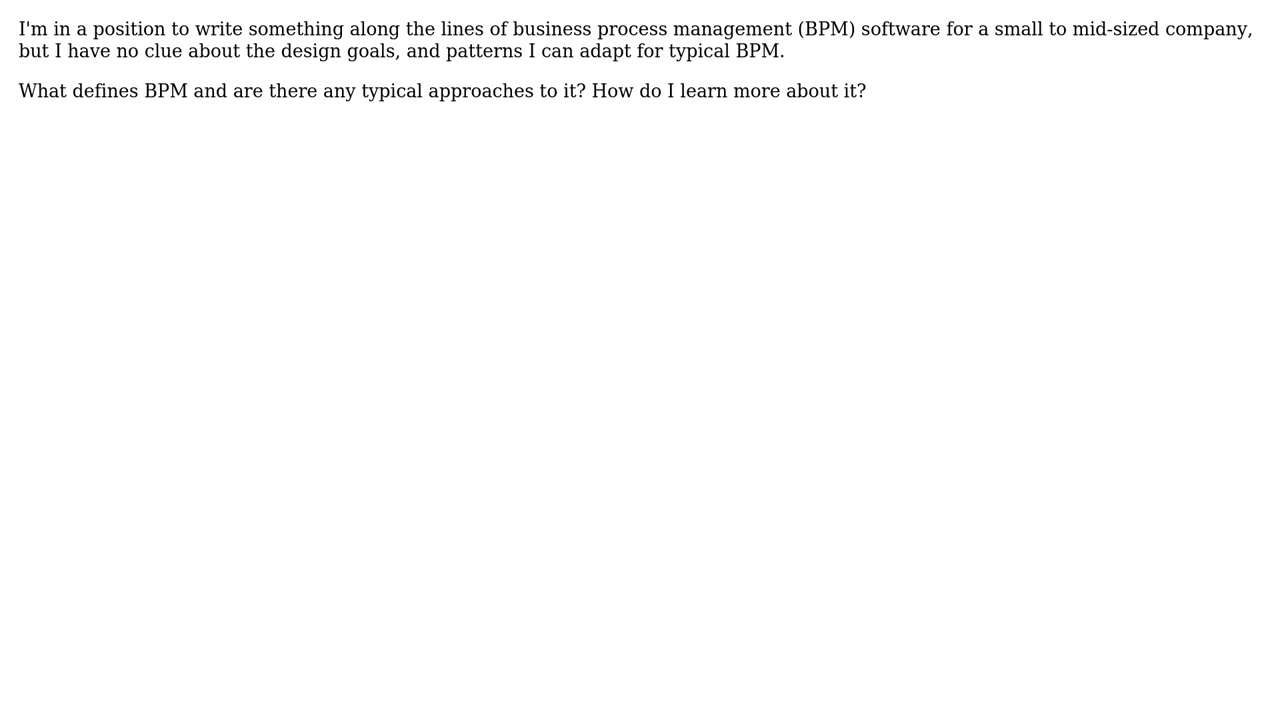 I'm in a position to write something along the lines of business process management (BPM) software for a small to mid-sized company,
but I have no clue about the design goals, and patterns I can adapt for typical BPM.
What defines BPM and are there any typical approaches to it? How do I learn more about it?